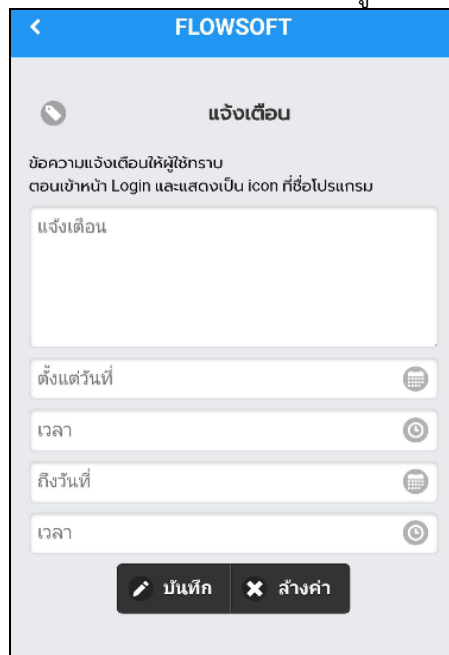 FLOWSOFT
แจ้งเตือน
ข้อความแจ้งเตือนให้ผู้ใช้ทราบ
ตอนเข้าหน้า Login และแสดงเป็น icon ที่ชื่อโปรแกรม
แจ้งเตือน
ตั้งแต่วันที่
เวลา
ถึงวันที่
เวลา
บันทึก ล้างค่า